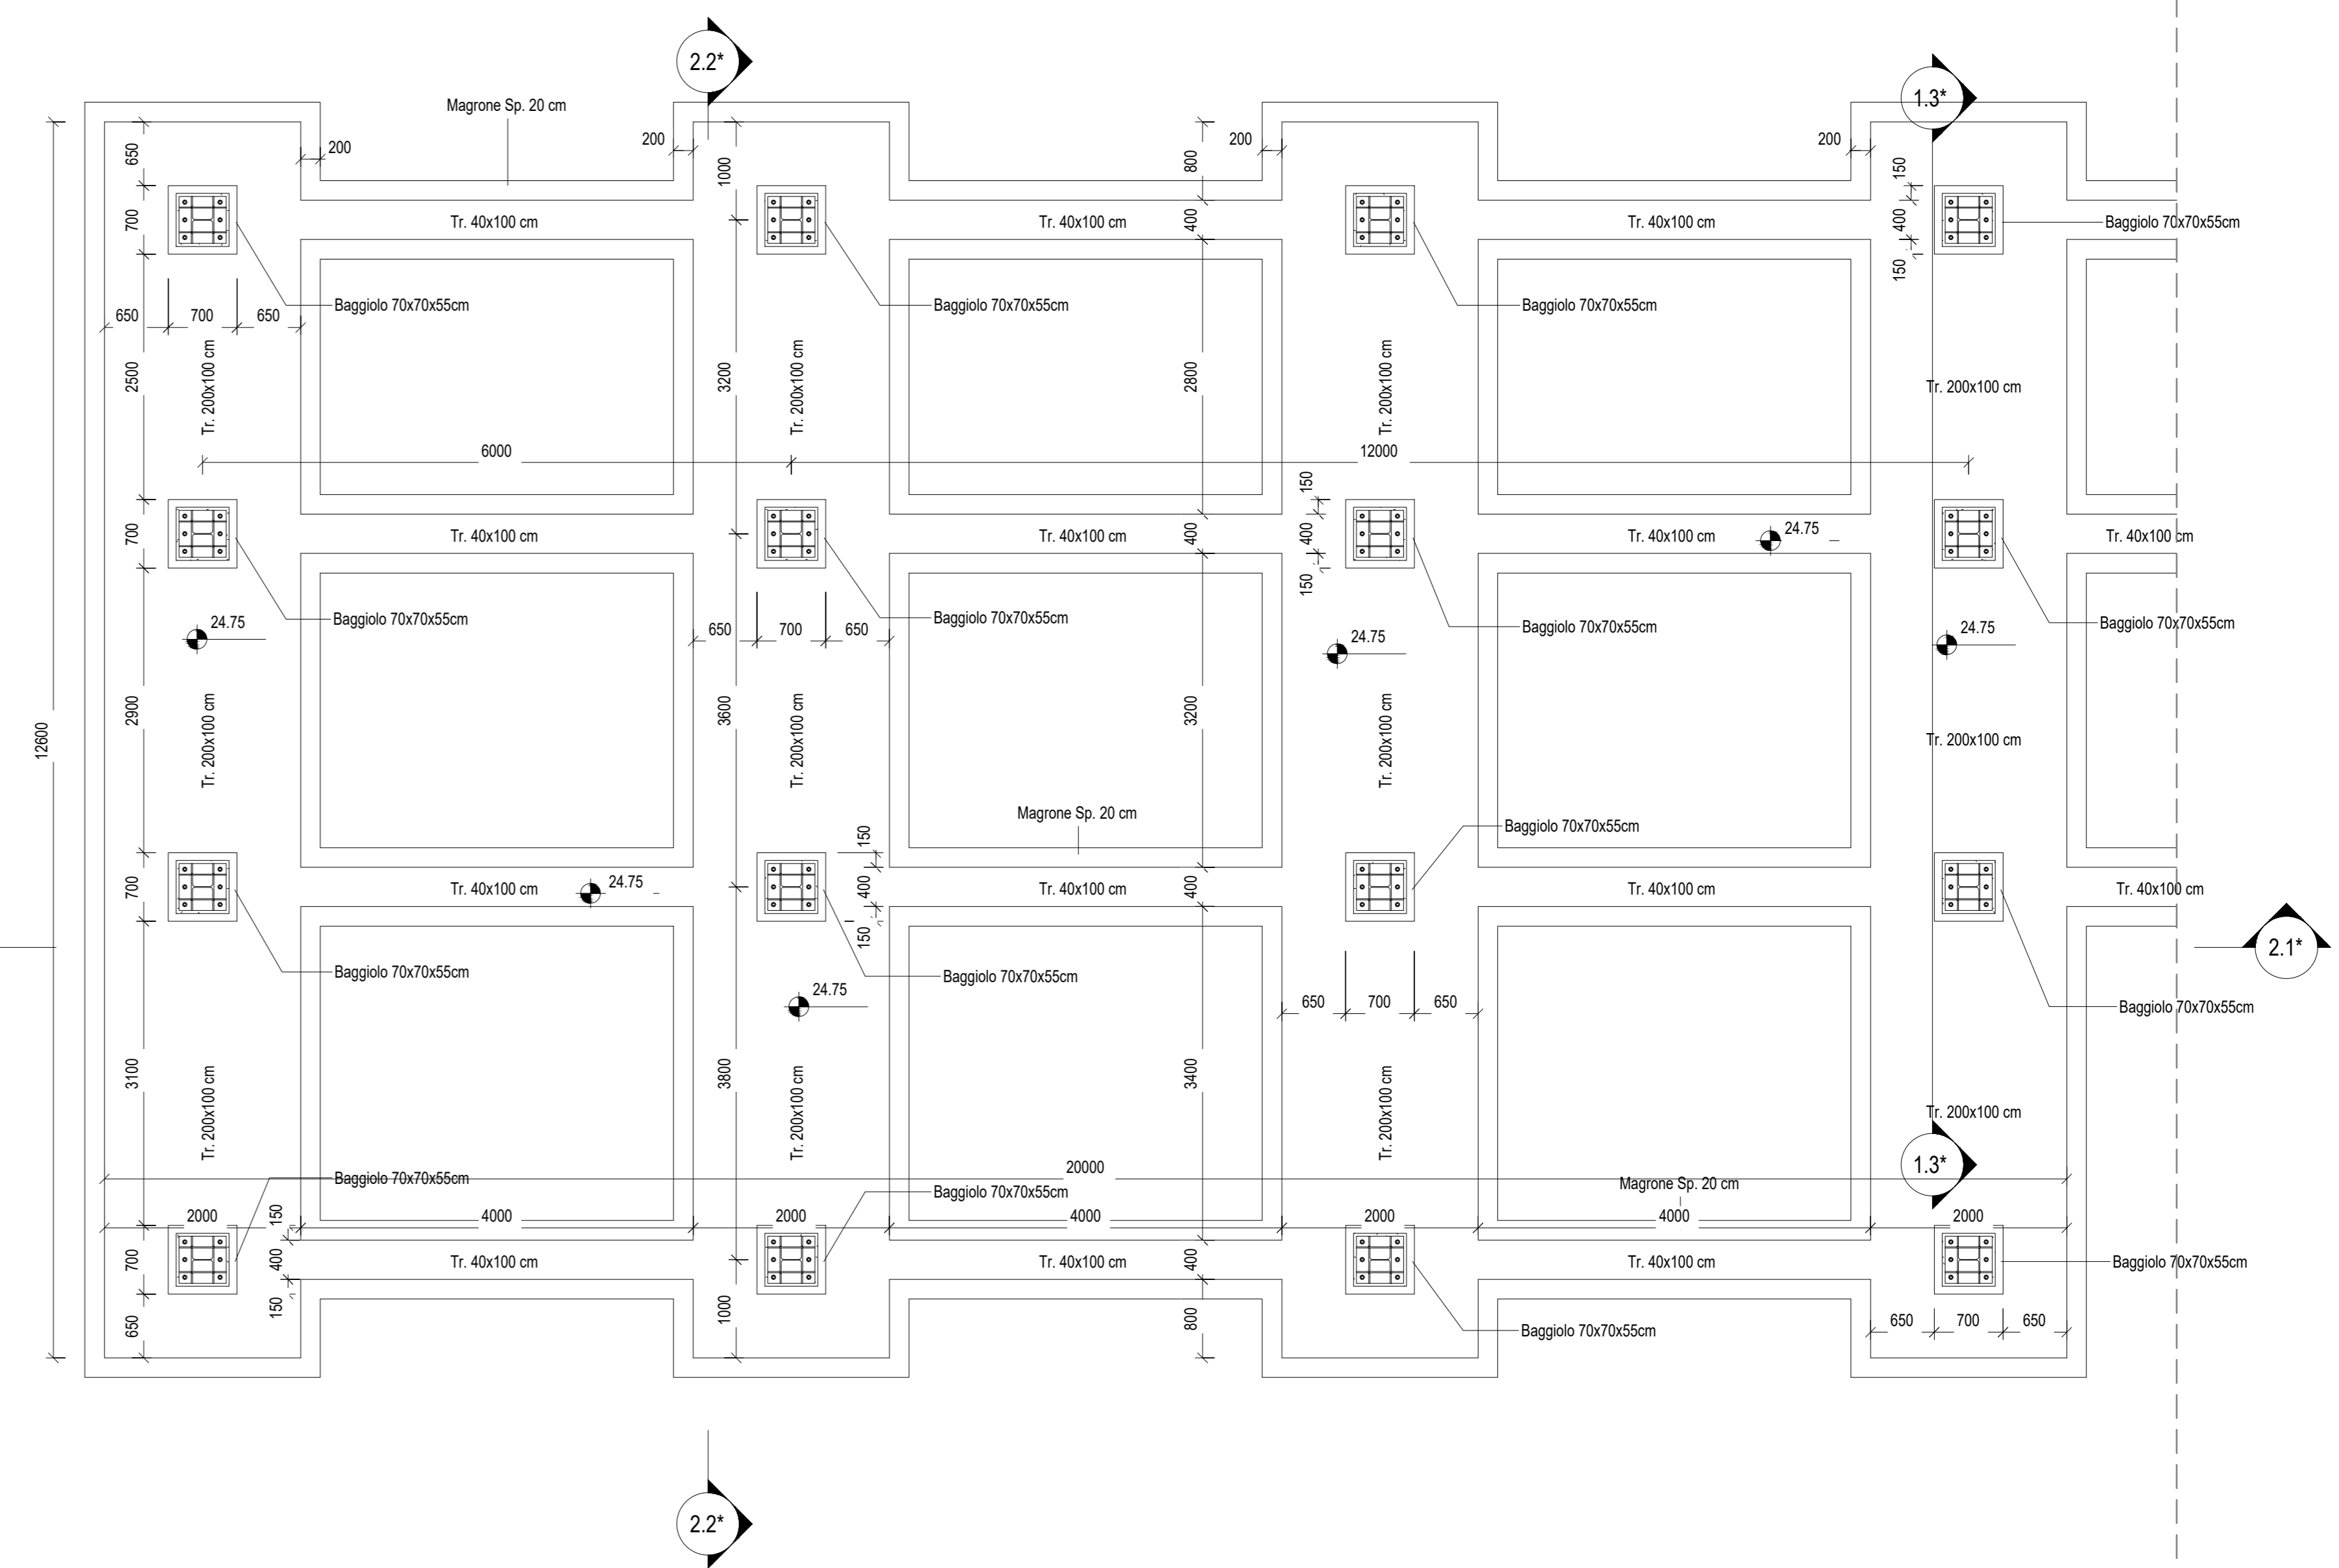 2.2*
1.3*
Magrone Sp. 20 cm
200
200
200
200
650
1000
800
150
700
400
400
150
Tr. 40x100 cm
Tr. 40x100 cm
Tr. 40x100 cm
Baggiolo 70x70x55cm
Baggiolo 70x70x55cm
Baggiolo 70x70x55cm
Baggiolo 70x70x55cm
650
700
650
2500
3200
2800
Tr. 200x100 cm
Tr. 200x100 cm
Tr. 200x100 cm
Tr. 200x100 cm
6000
12000
150
400
150
700
400
Tr. 40x100 cm
Tr. 40x100 cm
Tr. 40x100 cm
24.75
Tr. 40x100 cm
Baggiolo 70x70x55cm
Baggiolo 70x70x55cm
Baggiolo 70x70x55cm
Baggiolo 70x70x55cm
24.75
650
700
650
24.75
24.75
12600
2900
3600
3200
Tr. 200x100 cm
Tr. 200x100 cm
Tr. 200x100 cm
Tr. 200x100 cm
Magrone Sp. 20 cm
Baggiolo 70x70x55cm
150
400
150
700
400
Tr. 40x100 cm
24.75
Tr. 40x100 cm
Tr. 40x100 cm
Tr. 40x100 cm
2.1*
Baggiolo 70x70x55cm
Baggiolo 70x70x55cm
24.75
650
700
650
Baggiolo 70x70x55cm
3100
3800
3400
Tr. 200x100 cm
Tr. 200x100 cm
Tr. 200x100 cm
Tr. 200x100 cm
1.3*
20000
Baggiolo 70x70x55cm
Baggiolo 70x70x55cm
Magrone Sp. 20 cm
2000
4000
2000
4000
2000
4000
2000
150
400
150
700
400
Tr. 40x100 cm
Tr. 40x100 cm
Tr. 40x100 cm
Baggiolo 70x70x55cm
650
1000
800
Baggiolo 70x70x55cm
650
700
650
2.2*